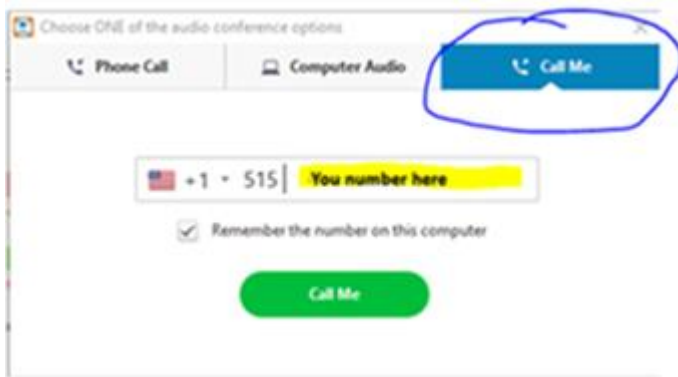 Choose ONE of the audio conference options
Phone Call
Computer Audio
Call Me
+1 515 You number here
Remember the number on this computer
Call Me